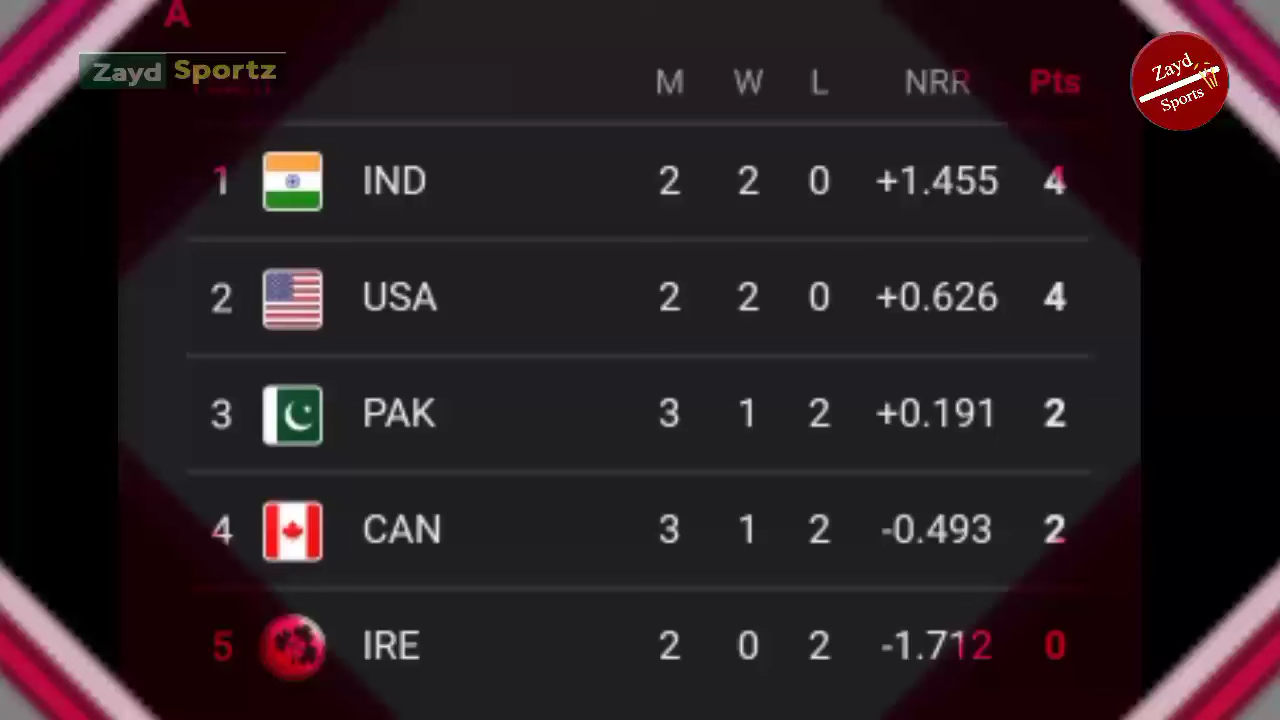 A
Zayd Sportz
M W L NRR Pts
Zayd
Sports
1 IND 2 2 0 +1.455 4
2 USA 2 2 0 +0.626 4
3 PAK 3 1 2 +0.191 2
4 CAN 3 1 2 -0.493 2
5 IRE 2 0 2 -1.712 0